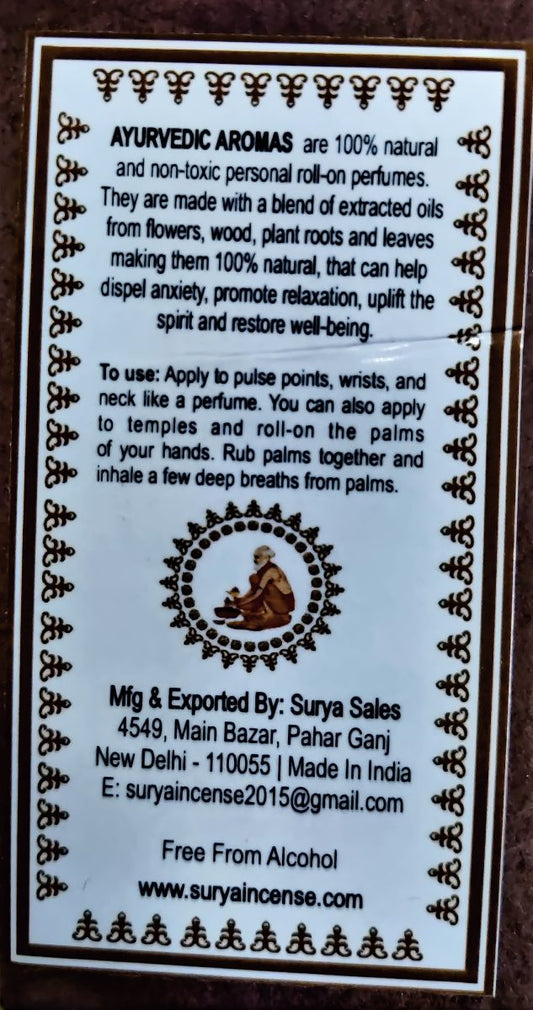 AYURVEDIC AROMAS are 100% natural
and non-toxic personal roll-on perfumes.
They are made with a blend of extracted oils
from flowers, wood, plant roots and leaves
making them 100% natural, that can help
dispel anxiety, promote relaxation, uplift the
spirit and restore well-being.
To use: Apply to pulse points, wrists, and
neck like a perfume. You can also apply
to temples and roll-on the palms
of your hands. Rub palms together and
inhale a few deep breaths from palms.
Mfg & Exported By: Surya Sales
4549, Main Bazar, Pahar Ganj
New Delhi - 110055 | Made In India
E: suryaincense2015@gmail.com
Free From Alcohol
www.suryaincense.com